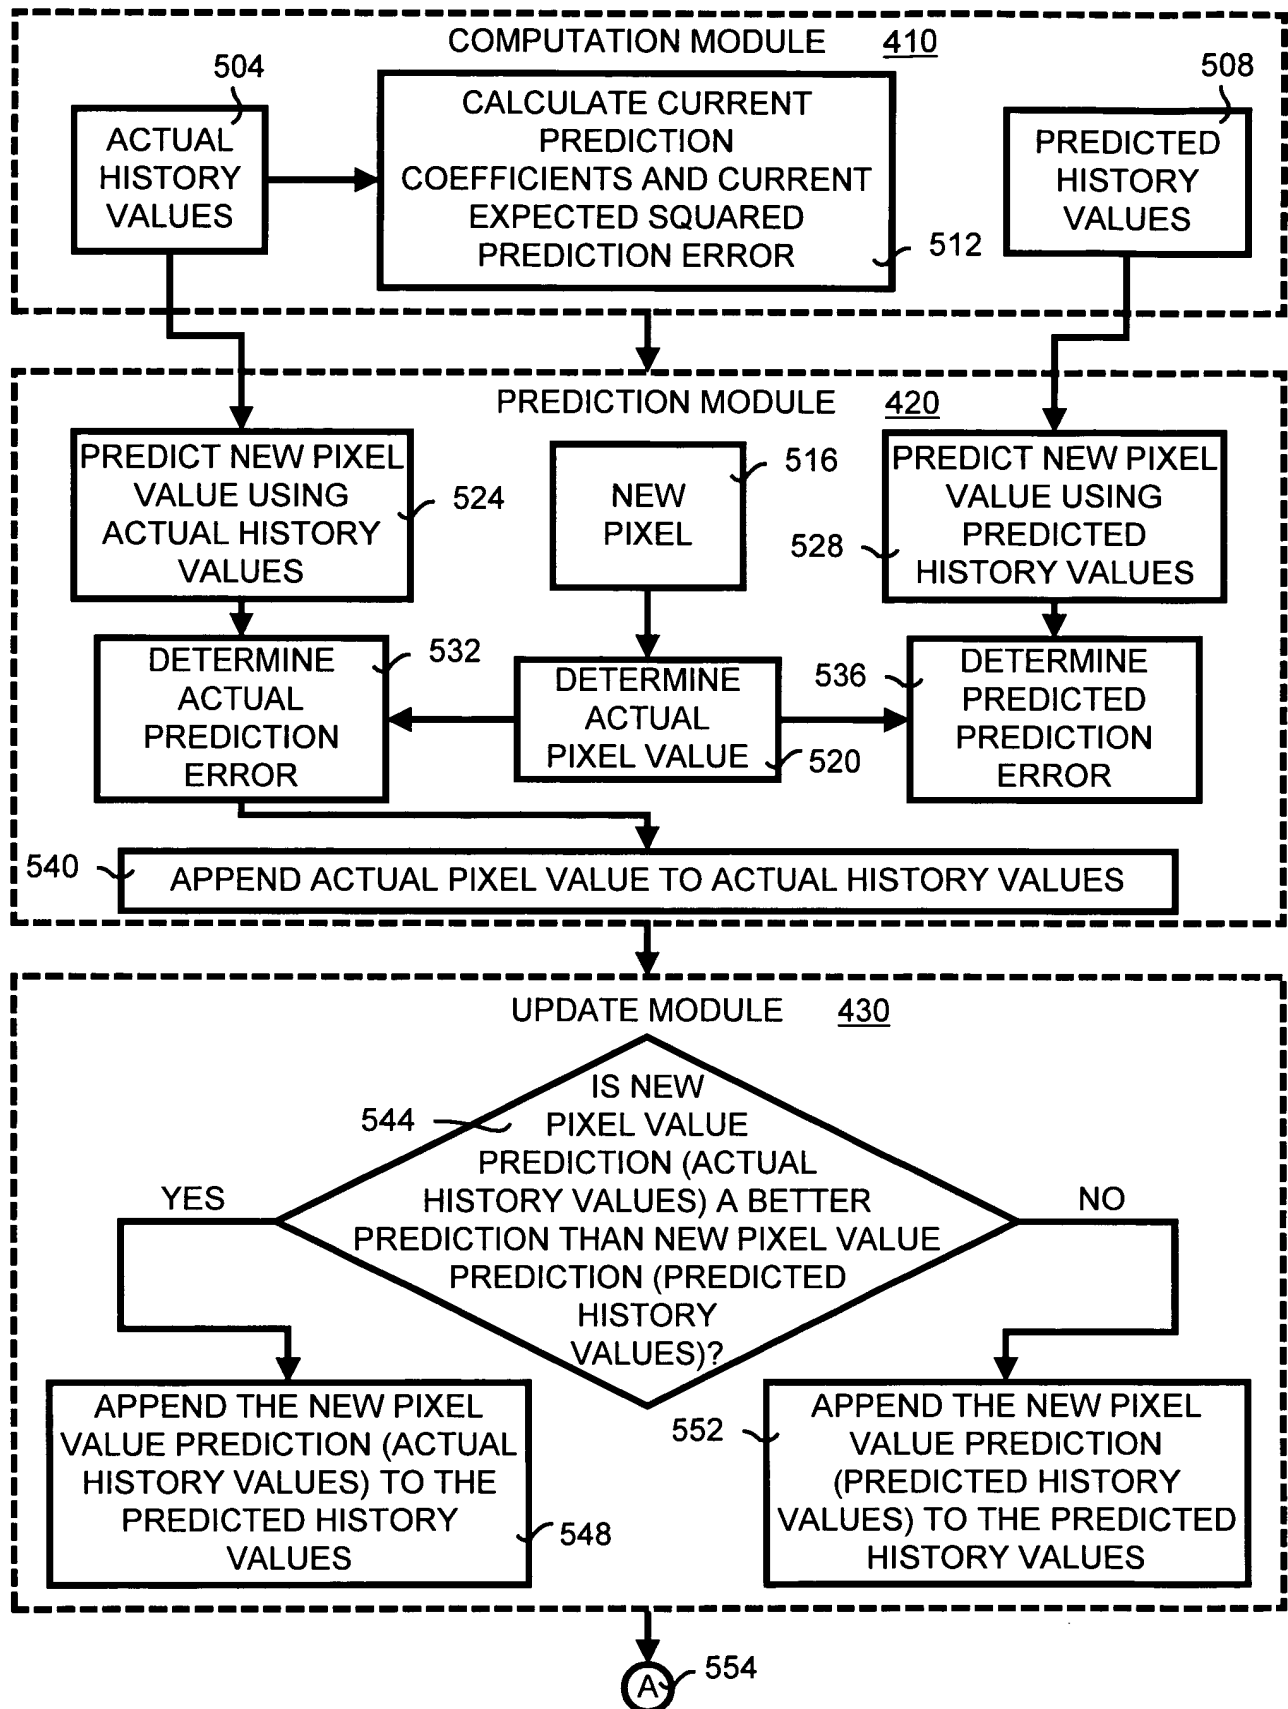 COMPUTATION MODULE 410
504
ACTUAL
HISTORY
VALUES
CALCULATE CURRENT
PREDICTION
COEFFICIENTS AND CURRENT
EXPECTED SQUARED
PREDICTION ERROR
512
508
PREDICTED
HISTORY
VALUES
PREDICTION MODULE 420
PREDICT NEW PIXEL
VALUE USING
ACTUAL HISTORY
VALUES
524
NEW
PIXEL
516
PREDICT NEW PIXEL
VALUE USING
PREDICTED
HISTORY VALUES
528
DETERMINE
ACTUAL
PREDICTION
ERROR
532
DETERMINE
ACTUAL
PIXEL VALUE
520
536
DETERMINE
PREDICTED
PREDICTION
ERROR
540
APPEND ACTUAL PIXEL VALUE TO ACTUAL HISTORY VALUES
UPDATE MODULE 430
544
IS NEW
PIXEL VALUE
PREDICTION (ACTUAL
HISTORY VALUES) A BETTER
PREDICTION THAN NEW PIXEL VALUE
PREDICTION (PREDICTED
HISTORY
VALUES)?
YES
NO
APPEND THE NEW PIXEL
VALUE PREDICTION (ACTUAL
HISTORY VALUES) TO THE
PREDICTED HISTORY
VALUES
548
552
APPEND THE NEW PIXEL
VALUE PREDICTION
(PREDICTED HISTORY
VALUES) TO THE PREDICTED
HISTORY VALUES
A
554